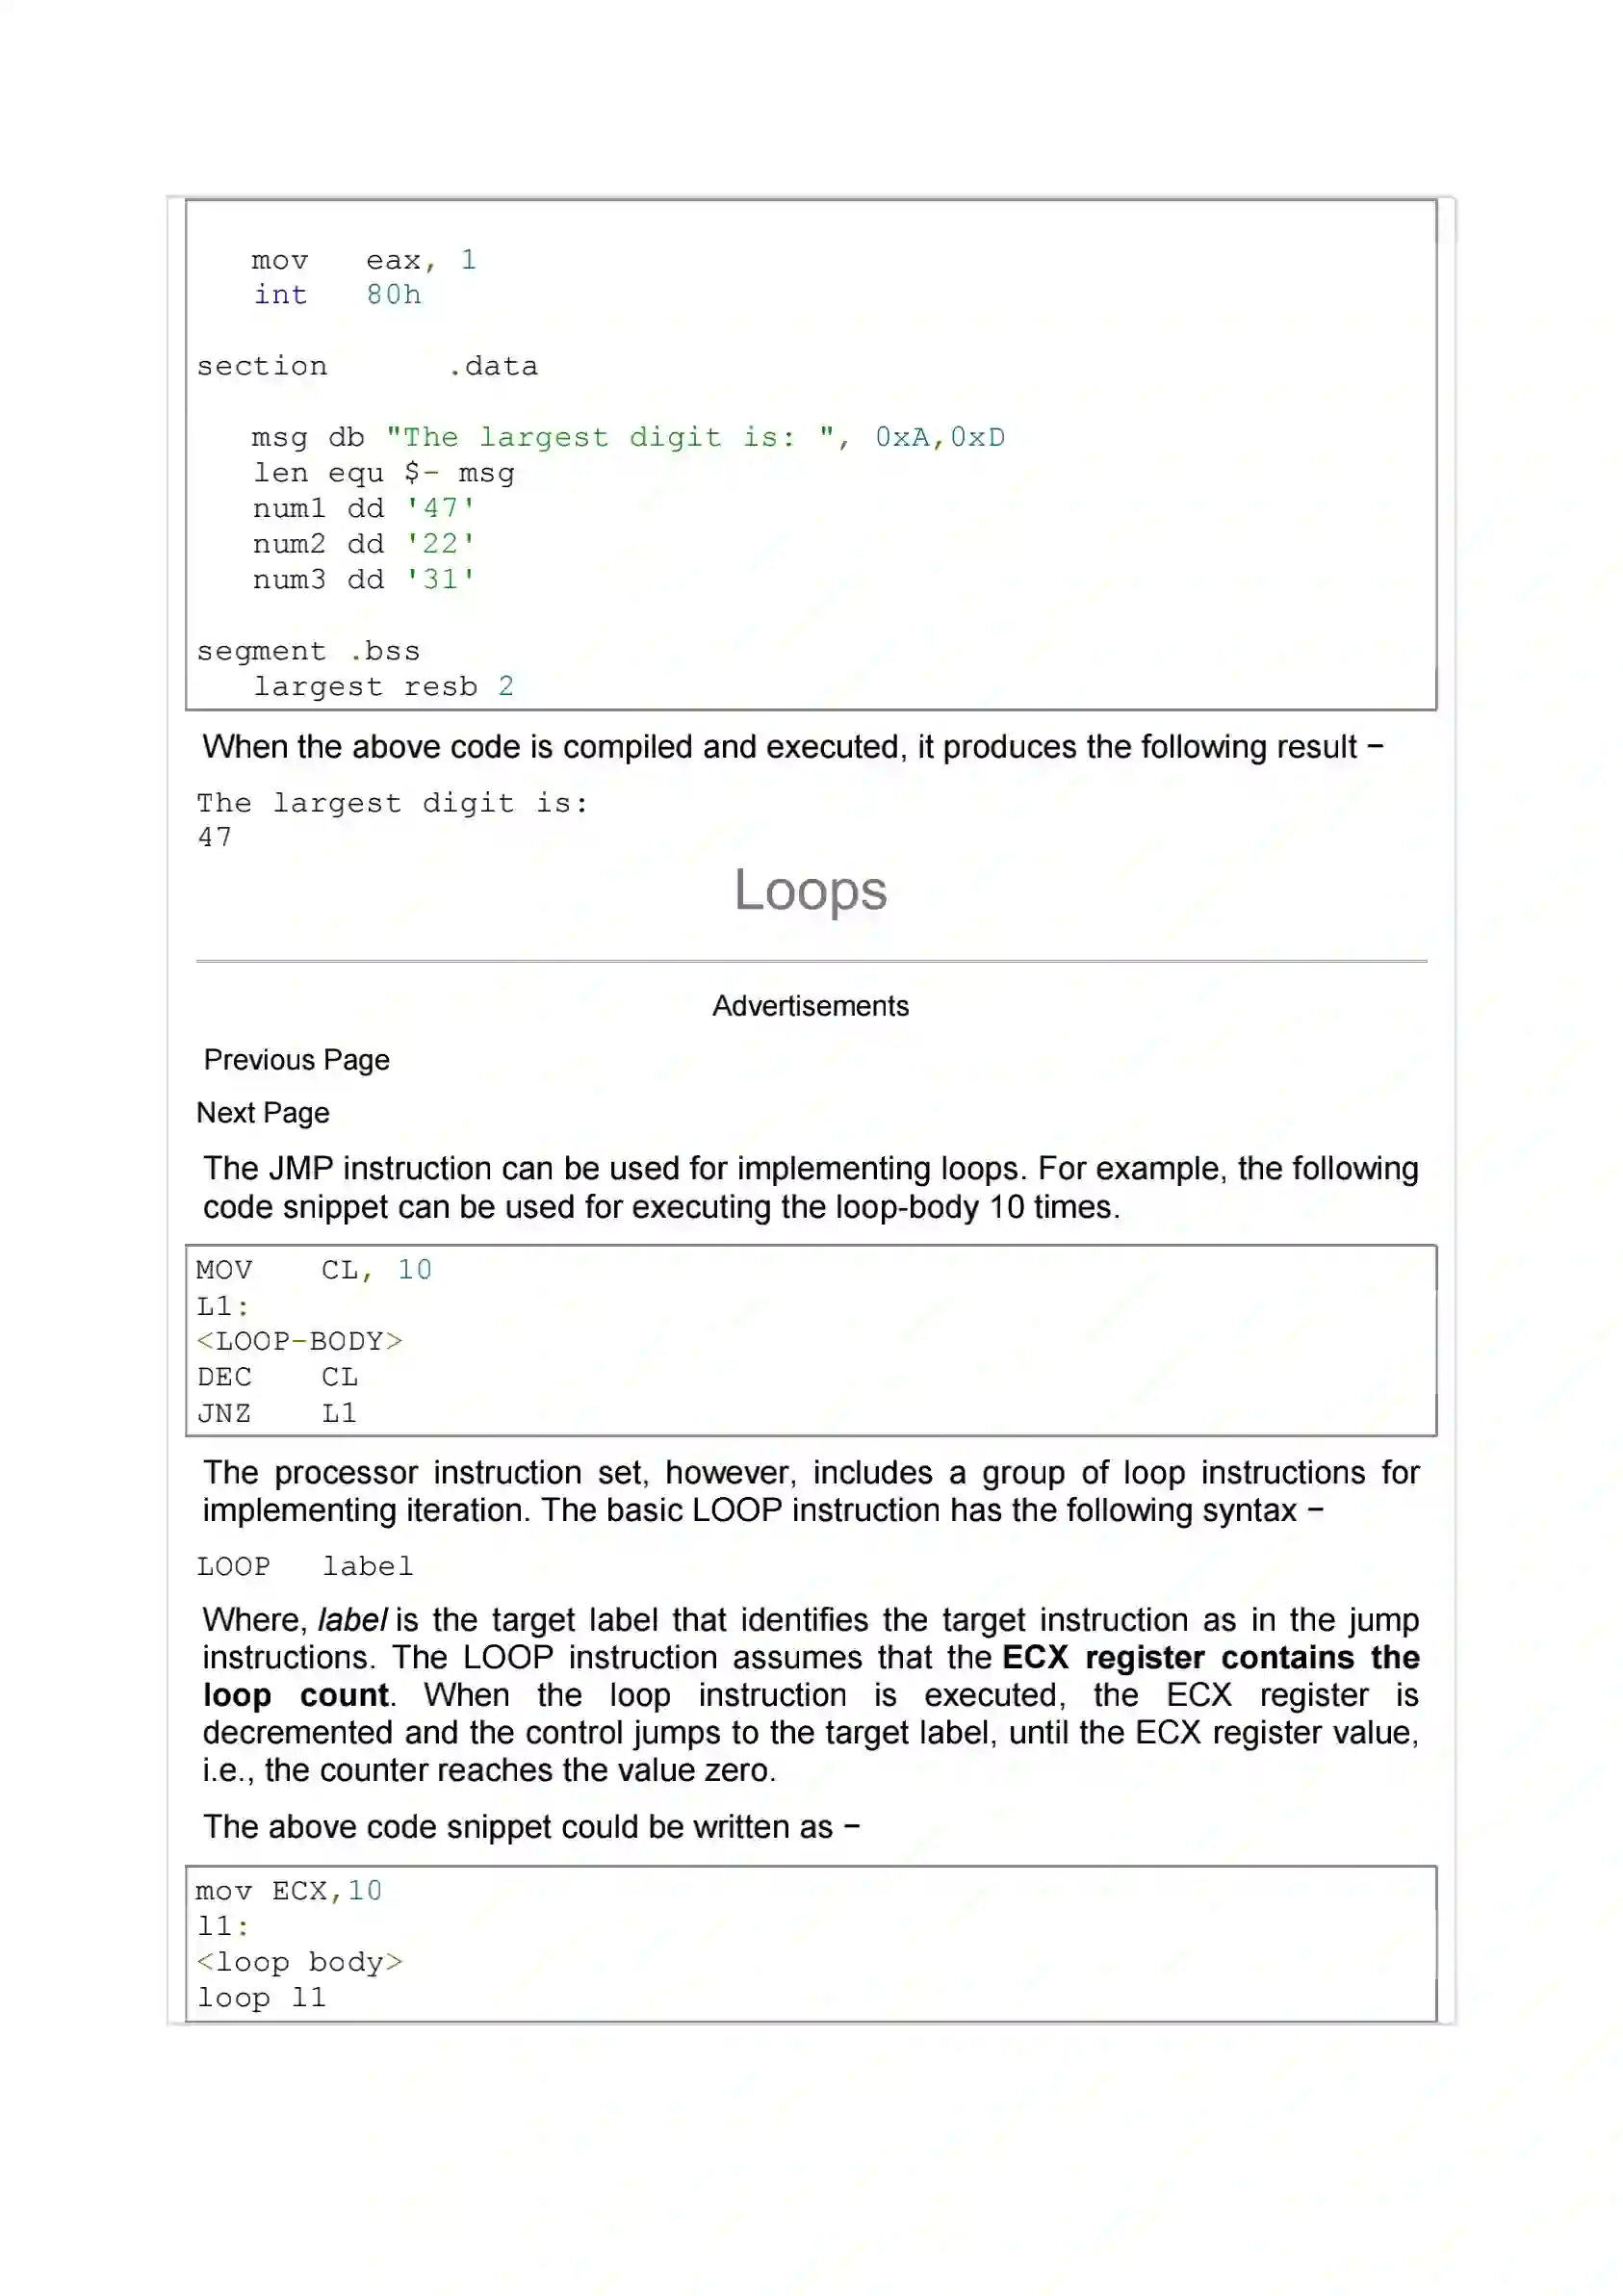 mov   eax, 1
int   80h
section      .data
msg db "The largest digit is: ", 0xA,0xD
len equ $- msg
num1 dd '47'
num2 dd '22'
num3 dd '31'
segment .bss
largest resb 2
When the above code is compiled and executed, it produces the following result −
The largest digit is:
47
Loops
Advertisements
Previous Page
Next Page
The JMP instruction can be used for implementing loops. For example, the following
code snippet can be used for executing the loop-body 10 times.
MOV    CL, 10
L1:
<LOOP-BODY>
DEC    CL
JNZ    L1
The processor instruction set, however, includes a group of loop instructions for
implementing iteration. The basic LOOP instruction has the following syntax −
LOOP   label
Where, label is the target label that identifies the target instruction as in the jump
instructions. The LOOP instruction assumes that the ECX register contains the
loop count. When the loop instruction is executed, the ECX register is
decremented and the control jumps to the target label, until the ECX register value,
i.e., the counter reaches the value zero.
The above code snippet could be written as −
mov ECX,10
l1:
<loop body>
loop l1